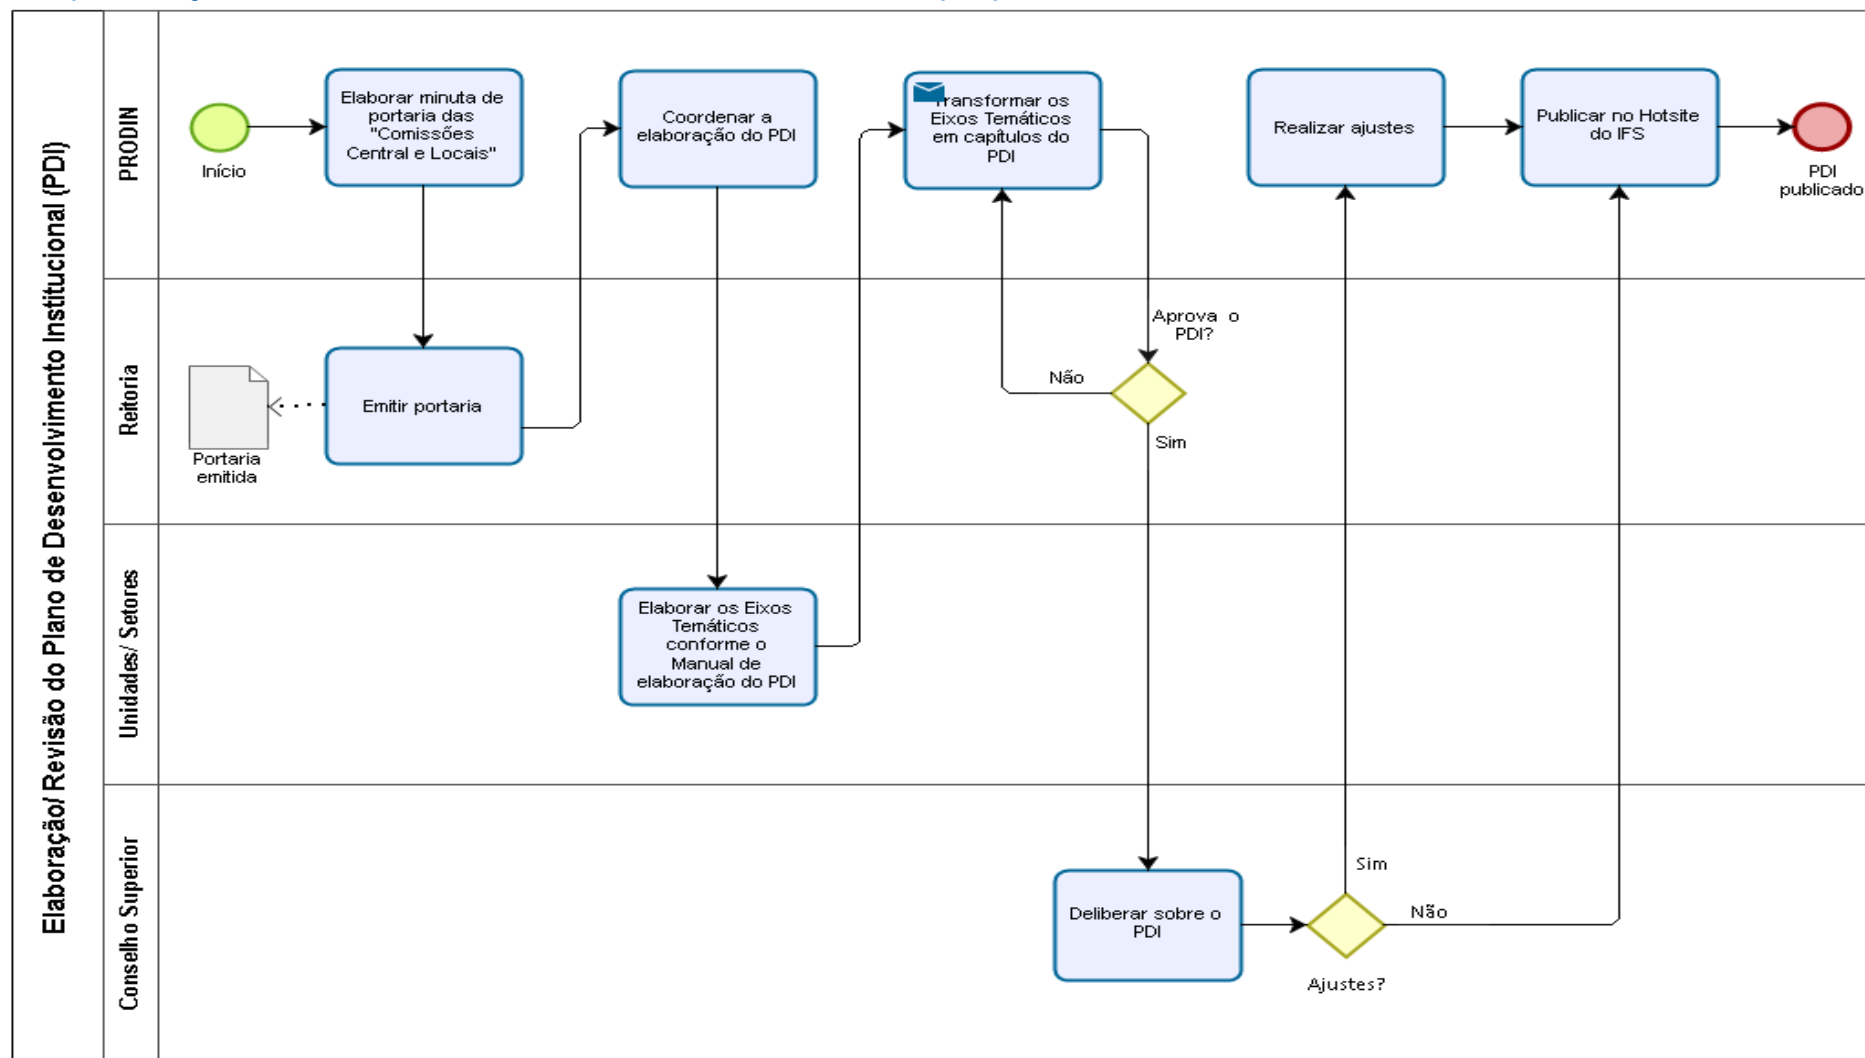 Elaboração/ Revisão do Plano de Desenvolvimento Institucional (PDI)
PRODIN
Início
Elaborar minuta de
portaria das
"Comissões
Central e Locais"
Coordenar a
elaboração do PDI
Transformar os
Eixos Temáticos
em capítulos do
PDI
Realizar ajustes
Publicar no Hotsite
do IFS
PDI
publicado
Reitoria
Portaria
emitida
Emitir portaria
Aprova o
PDI?
Não
Sim
Unidades/ Setores
Elaborar os Eixos
Temáticos
conforme o
Manual de
elaboração do PDI
Conselho Superior
Deliberar sobre o
PDI
Sim
Não
Ajustes?